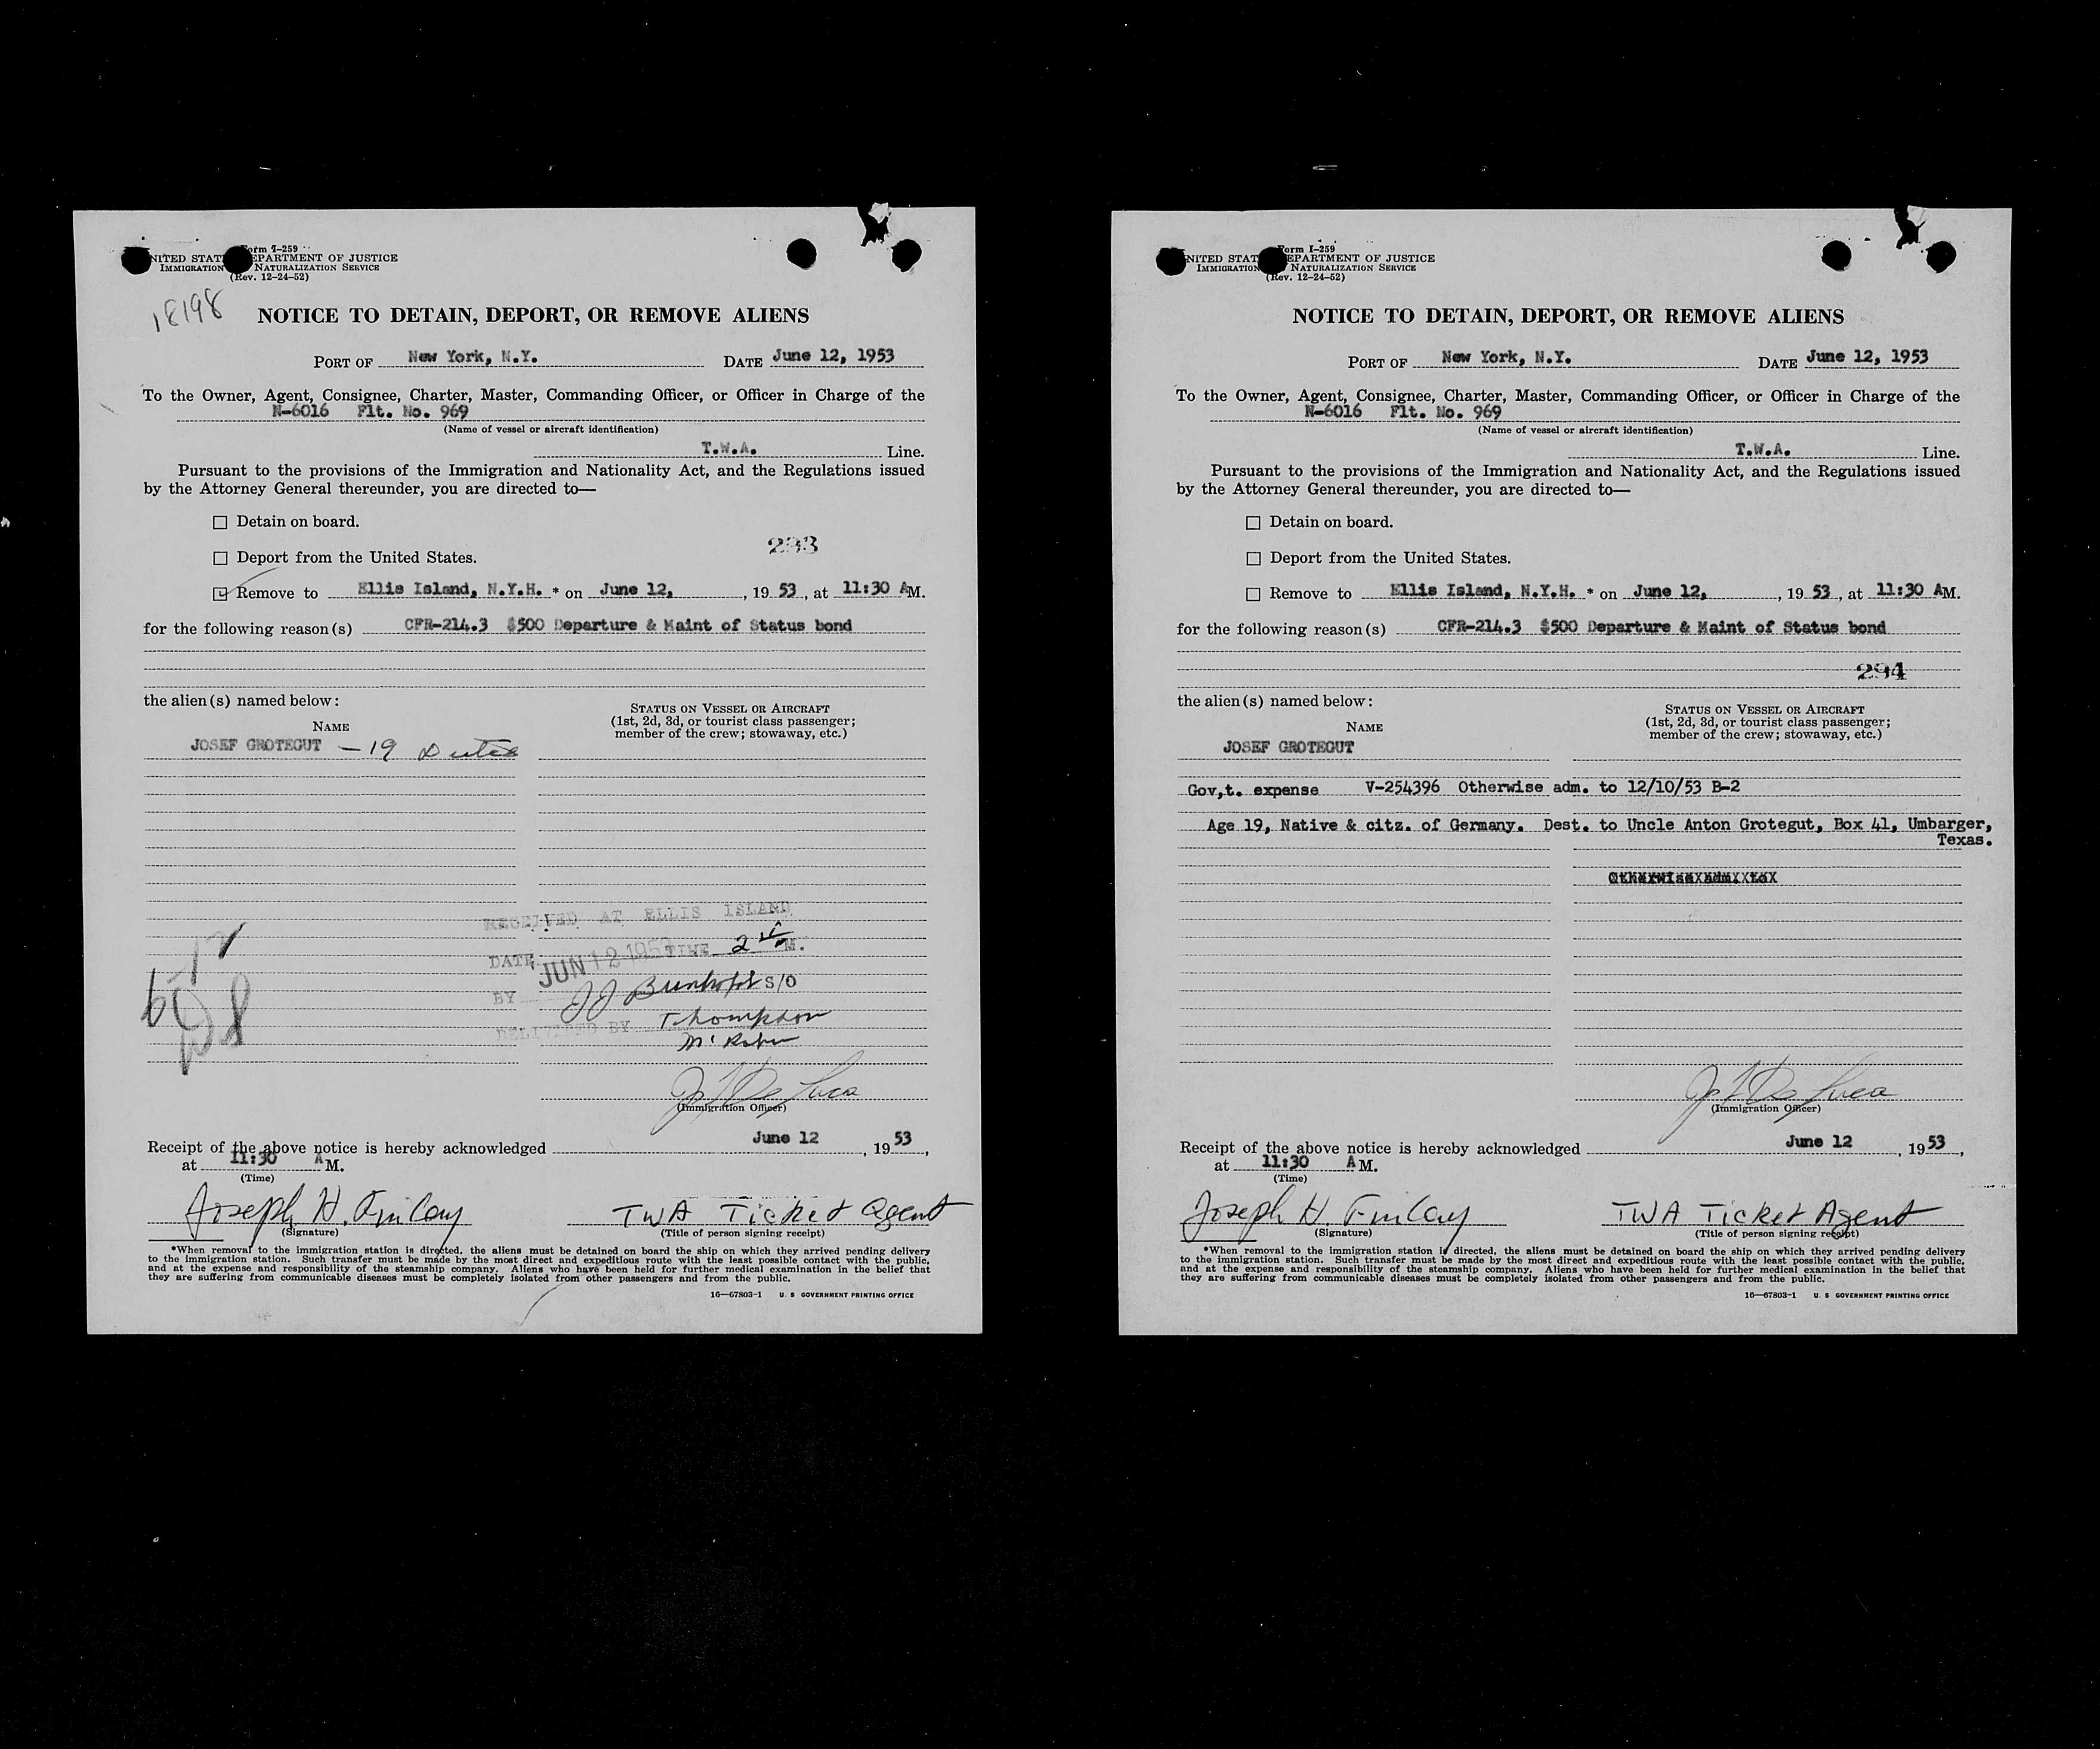 Form I-259
UNITED STATES DEPARTMENT OF JUSTICE
IMMIGRATION NATURALIZATION SERVICE
(Rev. 12-24-52)
18198
NOTICE TO DETAIN, DEPORT, OR REMOVE ALIENS
PORT OF New York, N.Y. DATE June 12, 1953
To the Owner, Agent, Consignee, Charter, Master, Commanding Officer, or Officer in Charge of the
N-6016 Flt. No. 969
(Name of vessel or aircraft identification)
T.W.A. Line.
Pursuant to the provisions of the Immigration and Nationality Act, and the Regulations issued
by the Attorney General thereunder, you are directed to—
☐ Detain on board.
293
☐ Deport from the United States.
☑ Remove to Ellis Island, N.Y.H. * on June 12, , 19 53 , at 11:30 AM.
for the following reason(s) CFR-214.3 $500 Departure & Maint of Status bond
the alien(s) named below:
NAME
STATUS ON VESSEL OR AIRCRAFT
(1st, 2d, 3d, or tourist class passenger;
member of the crew; stowaway, etc.)
JOSEF GROTEGUT — 19
RECEIVED AT ELLIS ISLAND
DATE JUN 12 1953 TIME 2 M.
BY JJ S/O
DELIVERED BY Thompson
J De Luca
(Immigration Officer)
Receipt of the above notice is hereby acknowledged June 12 , 19 53,
at 11:30 A M.
(Time)
Joseph H. Finlay TWA Ticket Agent
(Signature) (Title of person signing receipt)
*When removal to the immigration station is directed, the aliens must be detained on board the ship on which they arrived pending delivery
to the immigration station. Such transfer must be made by the most direct and expeditious route with the least possible contact with the public,
and at the expense and responsibility of the steamship company. Aliens who have been held for further medical examination in the belief that
they are suffering from communicable diseases must be completely isolated from other passengers and from the public.
16—67803-1 U. S GOVERNMENT PRINTING OFFICE
Form I-259
UNITED STATES DEPARTMENT OF JUSTICE
IMMIGRATION NATURALIZATION SERVICE
(Rev. 12-24-52)
NOTICE TO DETAIN, DEPORT, OR REMOVE ALIENS
PORT OF New York, N.Y. DATE June 12, 1953
To the Owner, Agent, Consignee, Charter, Master, Commanding Officer, or Officer in Charge of the
N-6016 Flt. No. 969
(Name of vessel or aircraft identification)
T.W.A. Line.
Pursuant to the provisions of the Immigration and Nationality Act, and the Regulations issued
by the Attorney General thereunder, you are directed to—
☐ Detain on board.
☐ Deport from the United States.
☐ Remove to Ellis Island, N.Y.H. * on June 12, , 19 53 , at 11:30 AM.
for the following reason(s) CFR-214.3 $500 Departure & Maint of Status bond
294
the alien(s) named below:
NAME
STATUS ON VESSEL OR AIRCRAFT
(1st, 2d, 3d, or tourist class passenger;
member of the crew; stowaway, etc.)
JOSEF GROTEGUT
Gov,t. expense V-254396 Otherwise adm. to 12/10/53 B-2
Age 19, Native & citz. of Germany. Dest. to Uncle Anton Grotegut, Box 41, Umbarger,
Texas.
J De Luca
(Immigration Officer)
Receipt of the above notice is hereby acknowledged June 12 , 19 53,
at 11:30 A M.
(Time)
Joseph H. Finlay TWA Ticket Agent
(Signature) (Title of person signing receipt)
*When removal to the immigration station is directed, the aliens must be detained on board the ship on which they arrived pending delivery
to the immigration station. Such transfer must be made by the most direct and expeditious route with the least possible contact with the public,
and at the expense and responsibility of the steamship company. Aliens who have been held for further medical examination in the belief that
they are suffering from communicable diseases must be completely isolated from other passengers and from the public.
16—67803-1 U. S GOVERNMENT PRINTING OFFICE